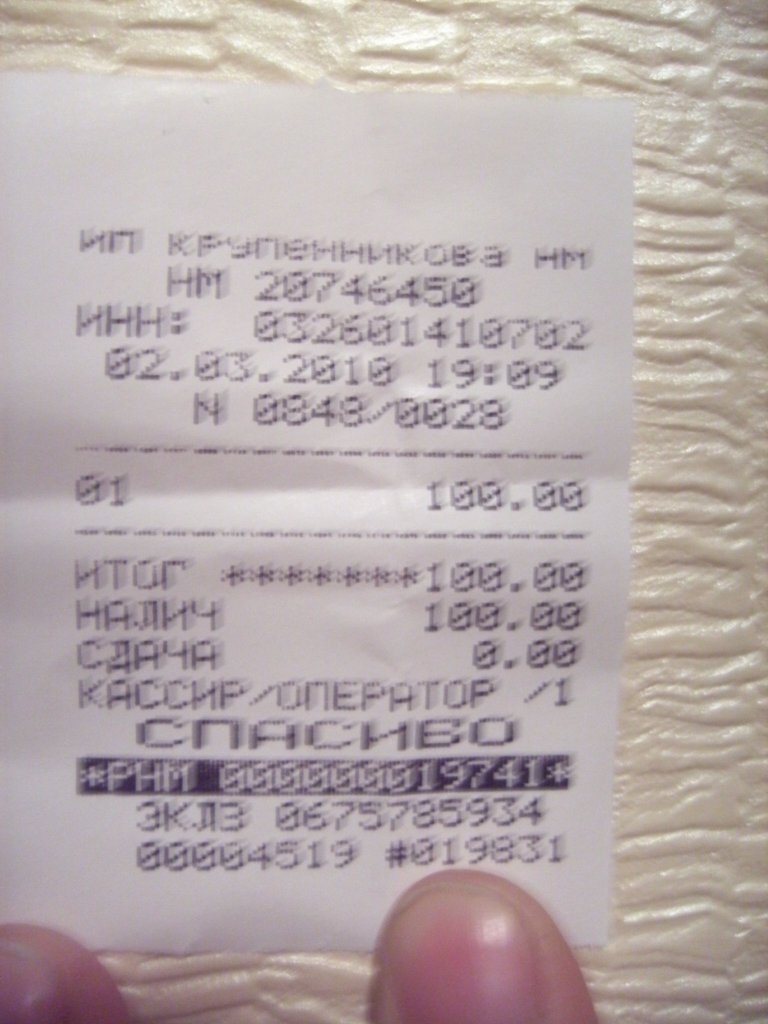 ИП КРУПЕННИКОВА НМ
НМ 20746450
ИНН: 032601410702
02.03.2010 19:09
N 0848/0028
01 100.00
ИТОГ *******100.00
НАЛИЧ 100.00
СДАЧА 0.00
КАССИР/ОПЕРАТОР /1
СПАСИБО
*РНМ 000000019741*
ЭКЛЗ 0675785934
00004519 #019831